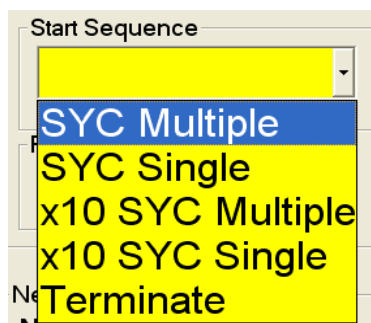 Start Sequence
SYC Multiple
SYC Single
x10 SYC Multiple
x10 SYC Single
Terminate